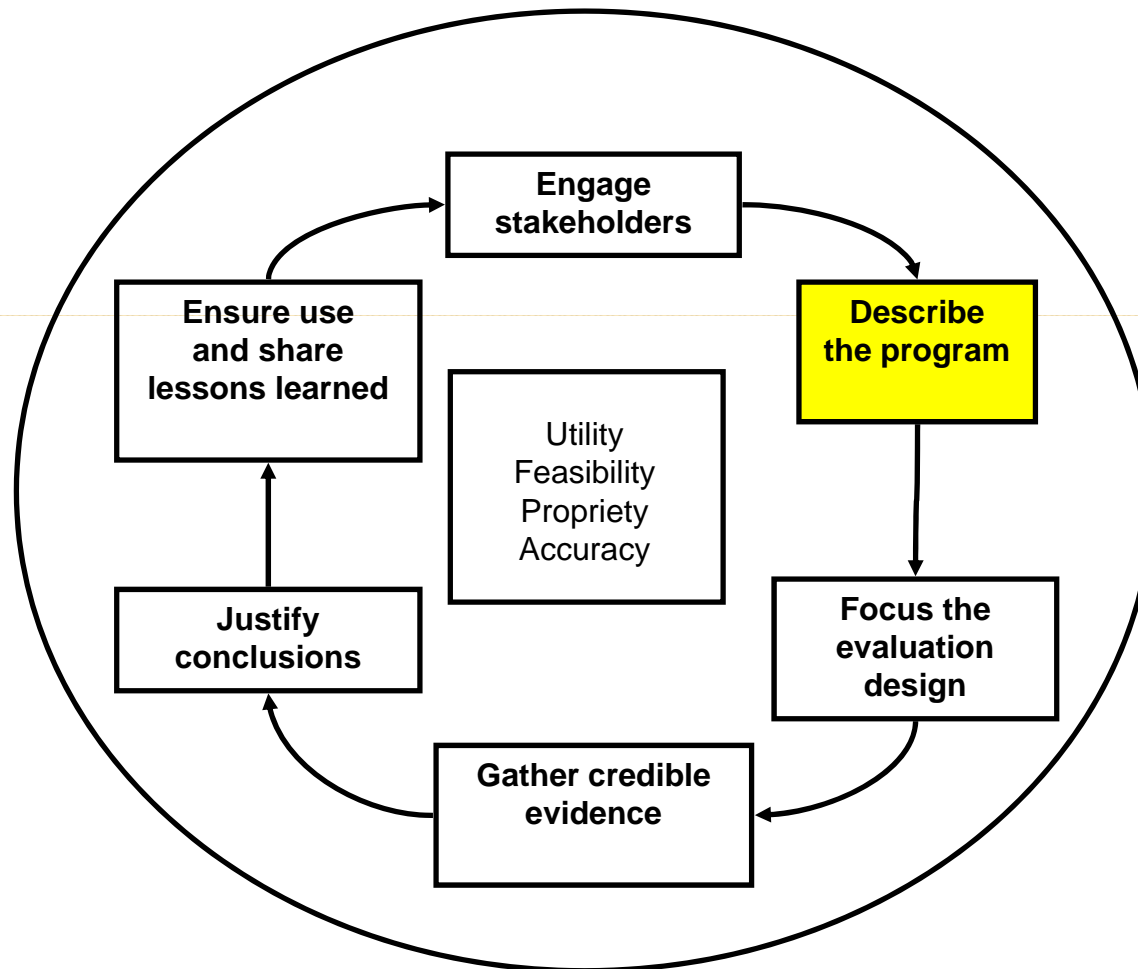 Engage
stakeholders
Describe
the program
Focus the
evaluation
design
Gather credible
evidence
Justify
conclusions
Ensure use
and share
lessons learned
Utility
Feasibility
Propriety
Accuracy